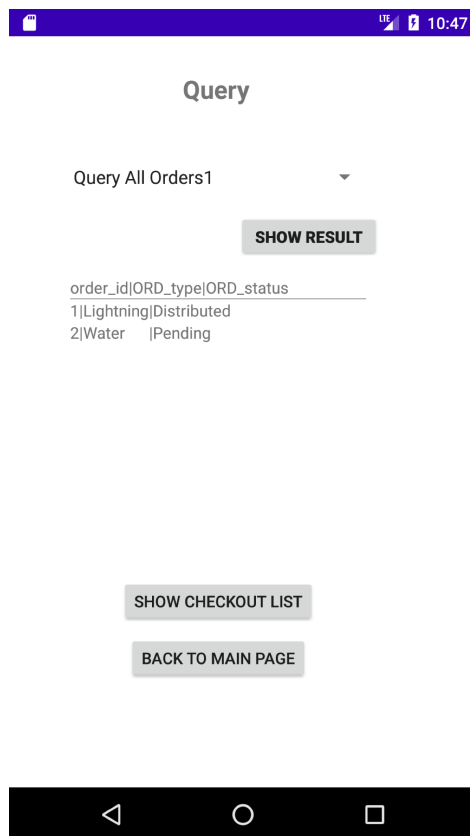 LTE 10:47
Query
Query All Orders1
SHOW RESULT
order_id|ORD_type|ORD_status
1|Lightning|Distributed
2|Water     |Pending
SHOW CHECKOUT LIST
BACK TO MAIN PAGE